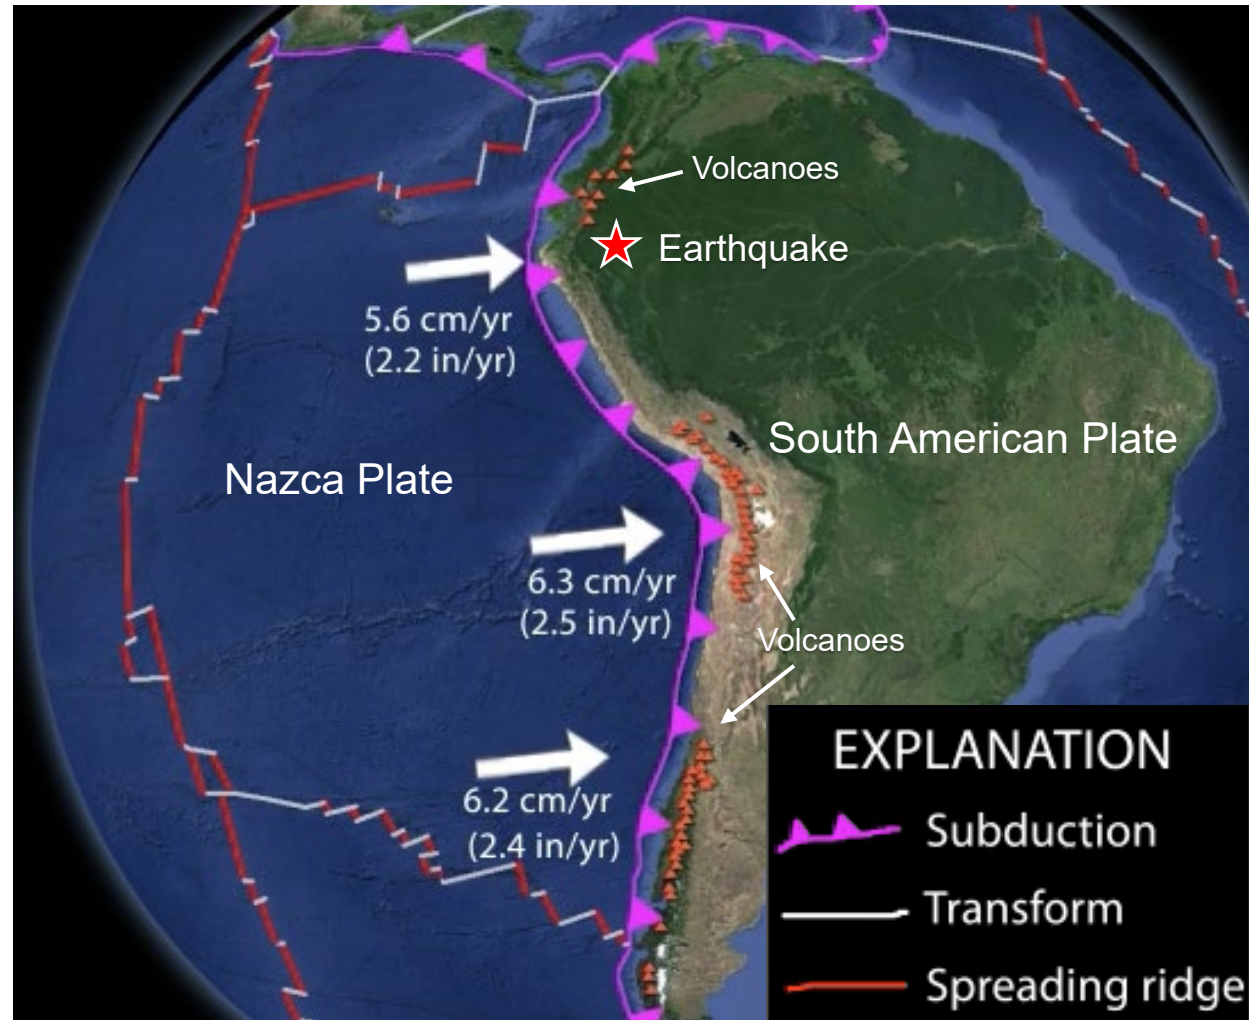 Volcanoes
Earthquake
5.6 cm/yr
(2.2 in/yr)
South American Plate
Nazca Plate
6.3 cm/yr
(2.5 in/yr)
Volcanoes
6.2 cm/yr
(2.4 in/yr)
EXPLANATION
Subduction
Transform
Spreading ridge